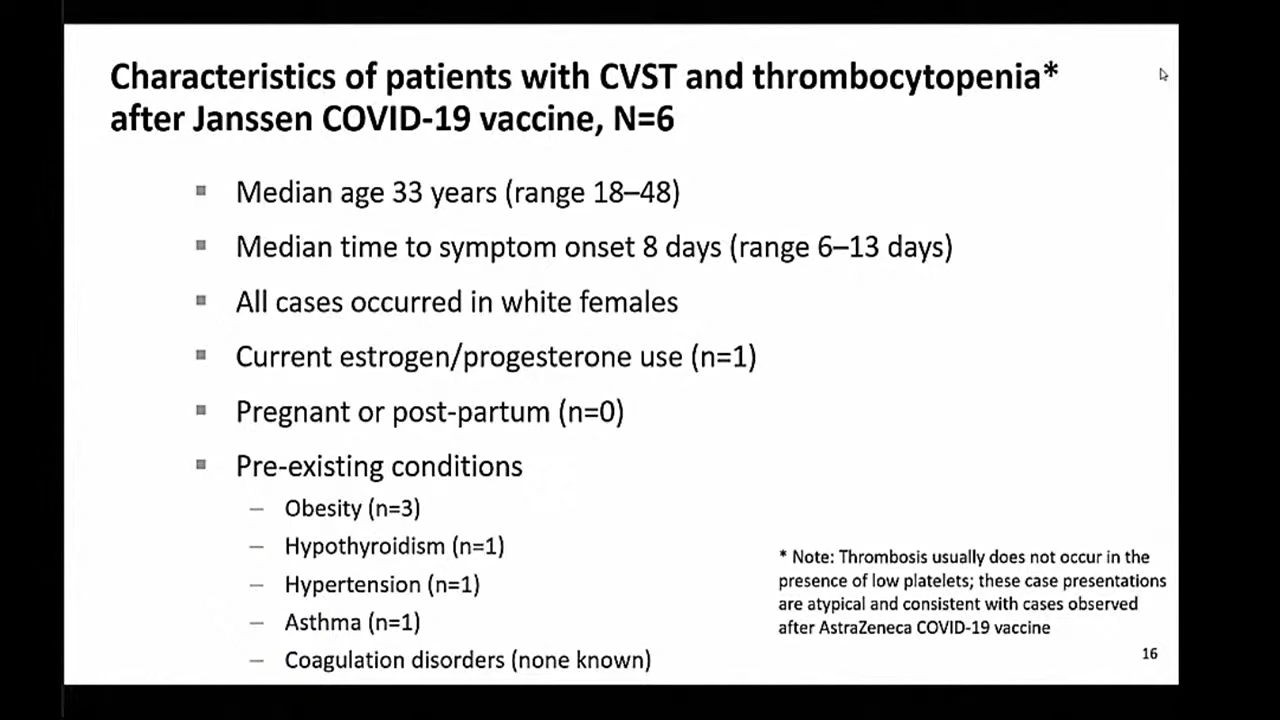 Characteristics of patients with CVST and thrombocytopenia*
after Janssen COVID-19 vaccine, N=6
▪ Median age 33 years (range 18–48)
▪ Median time to symptom onset 8 days (range 6–13 days)
▪ All cases occurred in white females
▪ Current estrogen/progesterone use (n=1)
▪ Pregnant or post-partum (n=0)
▪ Pre-existing conditions
– Obesity (n=3)
– Hypothyroidism (n=1)
– Hypertension (n=1)
– Asthma (n=1)
– Coagulation disorders (none known)
* Note: Thrombosis usually does not occur in the
presence of low platelets; these case presentations
are atypical and consistent with cases observed
after AstraZeneca COVID-19 vaccine
16